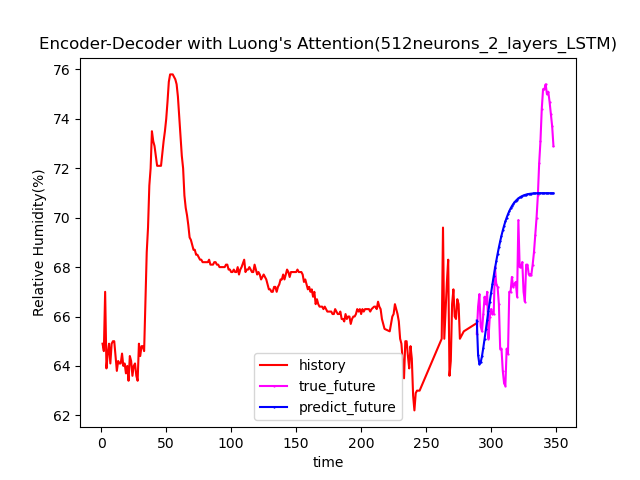 Encoder-Decoder with Luong's Attention(512neurons_2_layers_LSTM)
76
74
72
70
68
66
64
62
Relative Humidity(%)
history
true_future
predict_future
0
50
100
150
200
250
300
350
time